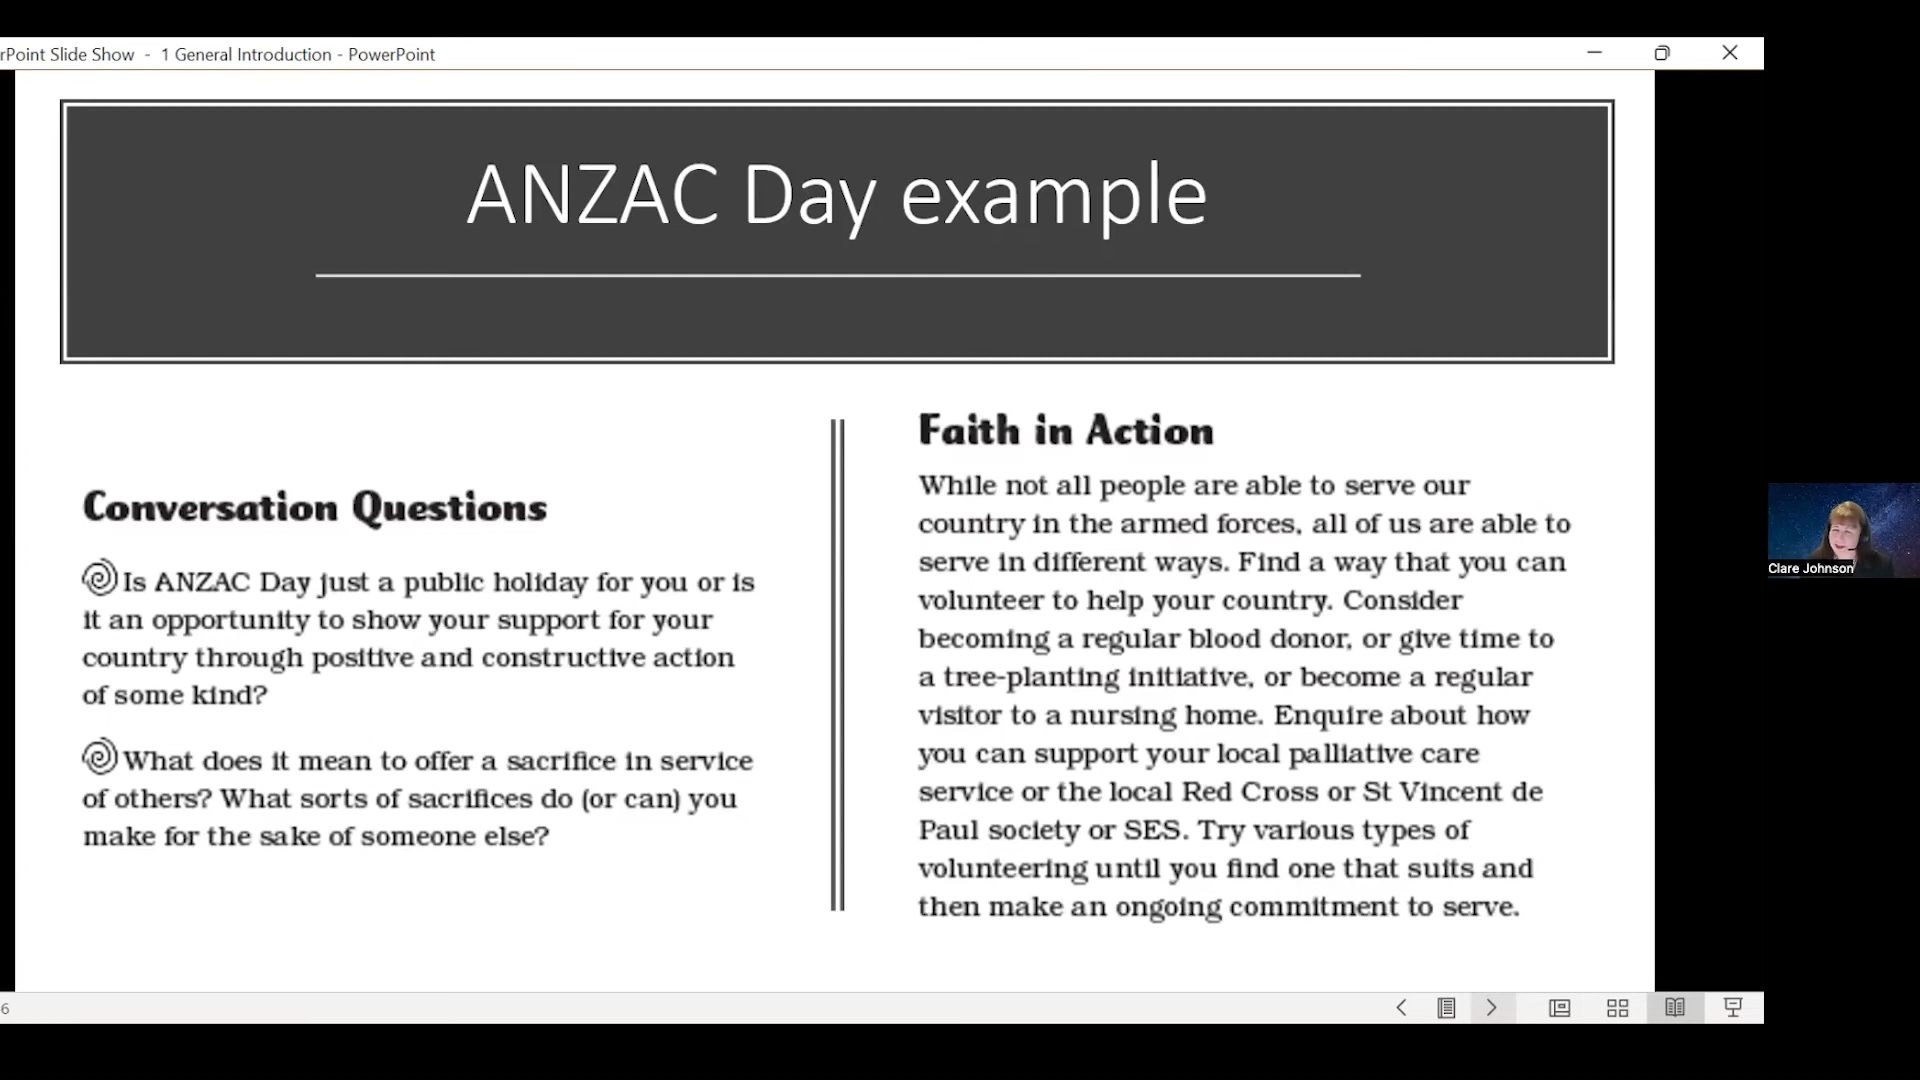 rPoint Slide Show - 1 General Introduction - PowerPoint
ANZAC Day example
Conversation Questions
Is ANZAC Day just a public holiday for you or is
it an opportunity to show your support for your
country through positive and constructive action
of some kind?
What does it mean to offer a sacrifice in service
of others? What sorts of sacrifices do (or can) you
make for the sake of someone else?
Faith in Action
While not all people are able to serve our
country in the armed forces, all of us are able to
serve in different ways. Find a way that you can
volunteer to help your country. Consider
becoming a regular blood donor, or give time to
a tree-planting initiative, or become a regular
visitor to a nursing home. Enquire about how
you can support your local palliative care
service or the local Red Cross or St Vincent de
Paul society or SES. Try various types of
volunteering until you find one that suits and
then make an ongoing commitment to serve.
Clare Johnson
6